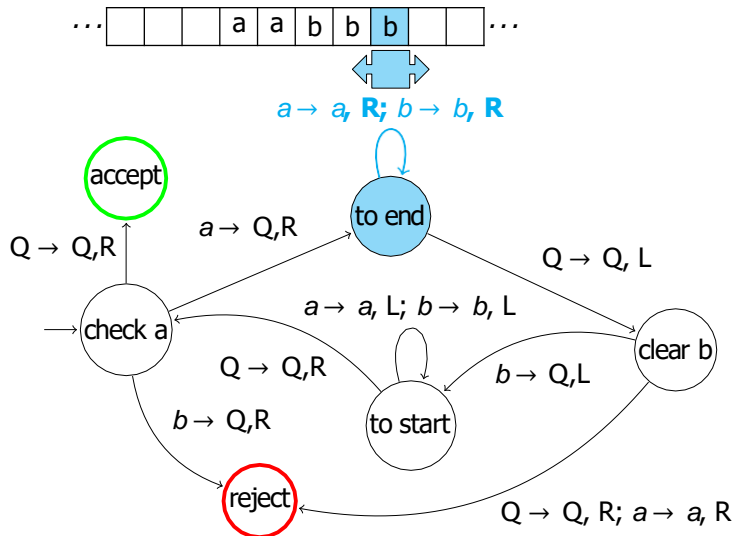 ··· a a b b b ···
a → a, R; b → b, R
accept
to end
a → Q,R
Q → Q,R
Q → Q, L
a → a, L; b → b, L
check a
clear b
Q → Q,R
b → Q,L
to start
b → Q,R
reject
Q → Q, R; a → a, R